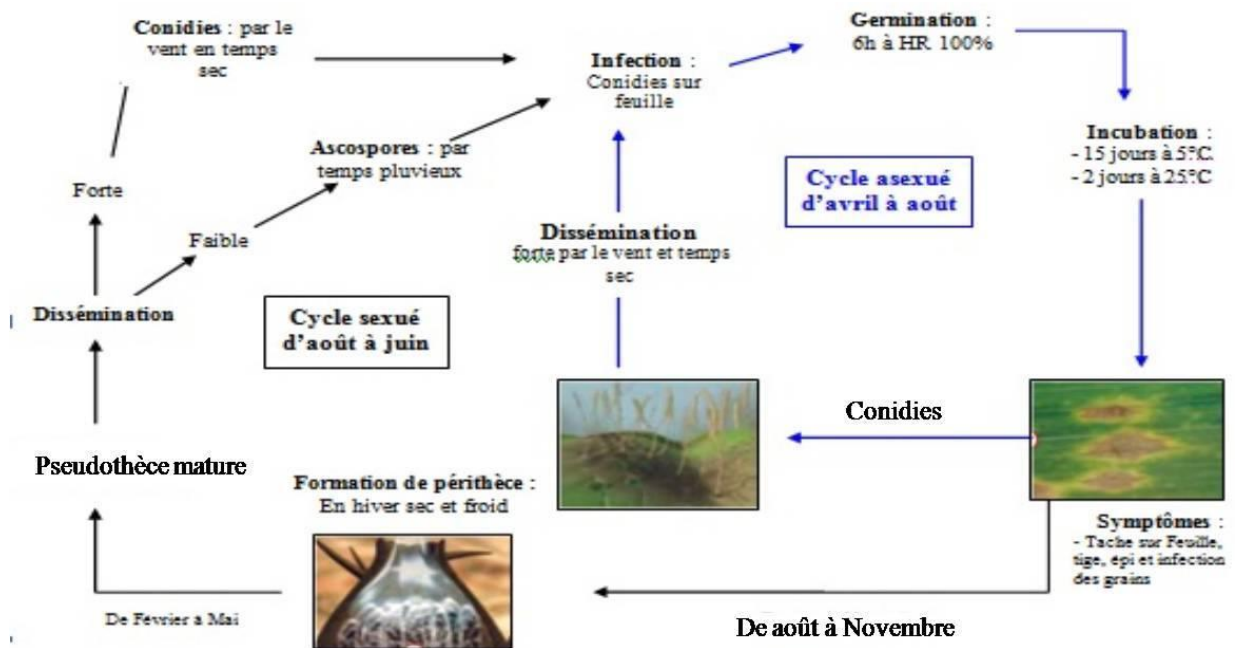 Conidies : par le
vent en temps
sec
Germination :
6h à HR 100%
Infection :
Conidies sur
feuille
Ascospores : par
temps pluvieux
Incubation :
- 15 jours à 5°C.
- 2 jours à 25°C
Forte
Cycle asexué
d'avril à août
Faible
Dissémination
forte par le vent et temps
sec
Dissémination
Cycle sexué
d'août à juin
Conidies
Pseudothèce mature
Formation de périthèce :
En hiver sec et froid
Symptômes :
- Tache sur Feuille,
tige, épi et infection
des grains
De Février a Mai
De août à Novembre